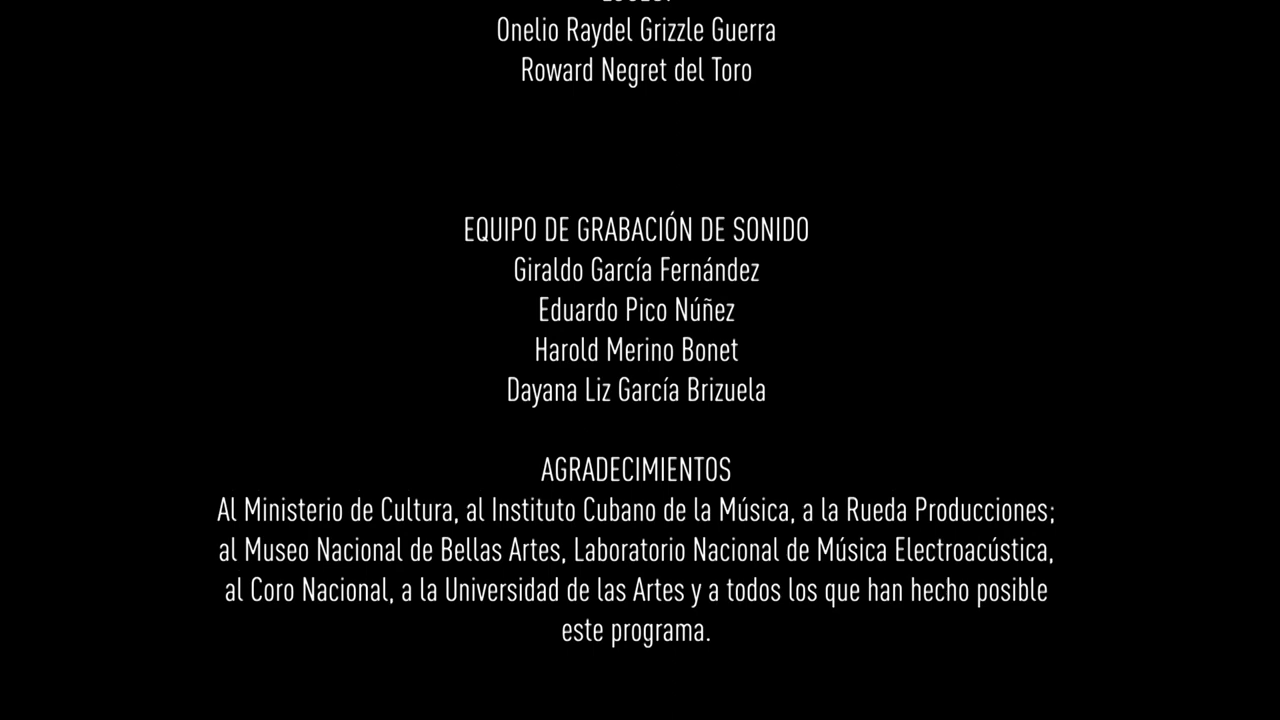 Onelio Raydel Grizzle Guerra
Roward Negret del Toro
EQUIPO DE GRABACIÓN DE SONIDO
Giraldo García Fernández
Eduardo Pico Núñez
Harold Merino Bonet
Dayana Liz García Brizuela
AGRADECIMIENTOS
Al Ministerio de Cultura, al Instituto Cubano de la Música, a la Rueda Producciones;
al Museo Nacional de Bellas Artes, Laboratorio Nacional de Música Electroacústica,
al Coro Nacional, a la Universidad de las Artes y a todos los que han hecho posible
este programa.